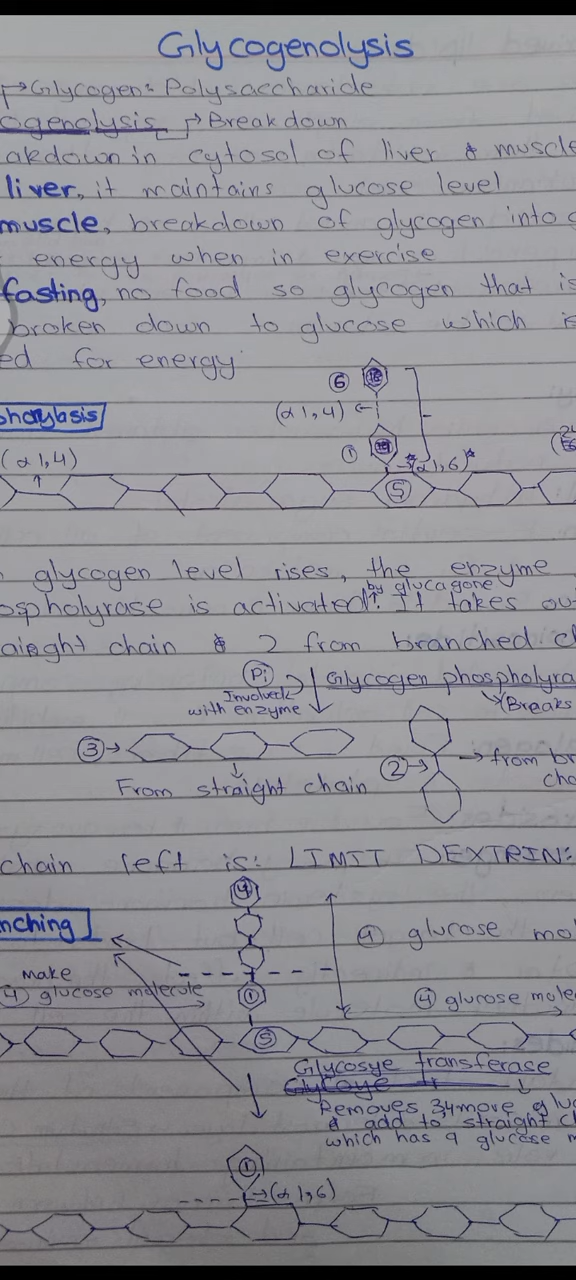 Glycogenolysis
→ Glycogen: Polysaccharide
ogenolysis → Breakdown
akdown in cytosol of liver & muscle
liver, it maintains glucose level
muscle, breakdown of glycogen into
energy when in exercise
fasting, no food so glycogen that is
broken down to glucose which is
ed for energy
⑥
(α 1,4) ←
phorylasis
①
(α 1,4)
*(α 1,6)*
⑤
glycogen level rises, the enzyme
by glucagone
ospholyrase is activated. It takes out
aight chain & 2 from branched ch
Pi
Glycogen phospholyra
Involved
with enzyme
(Breaks
③ →
② →
→ from br
cha
From straight chain
chain left is: LIMIT DEXTRIN:
④
nching
④ glucose mol
make
④ glucose molecules
①
④ glucose mole
⑤
Glycosye transferase
Removes 3 more glu
& add to straight c
which has 9 glucose m
①
→ (α 1,6)